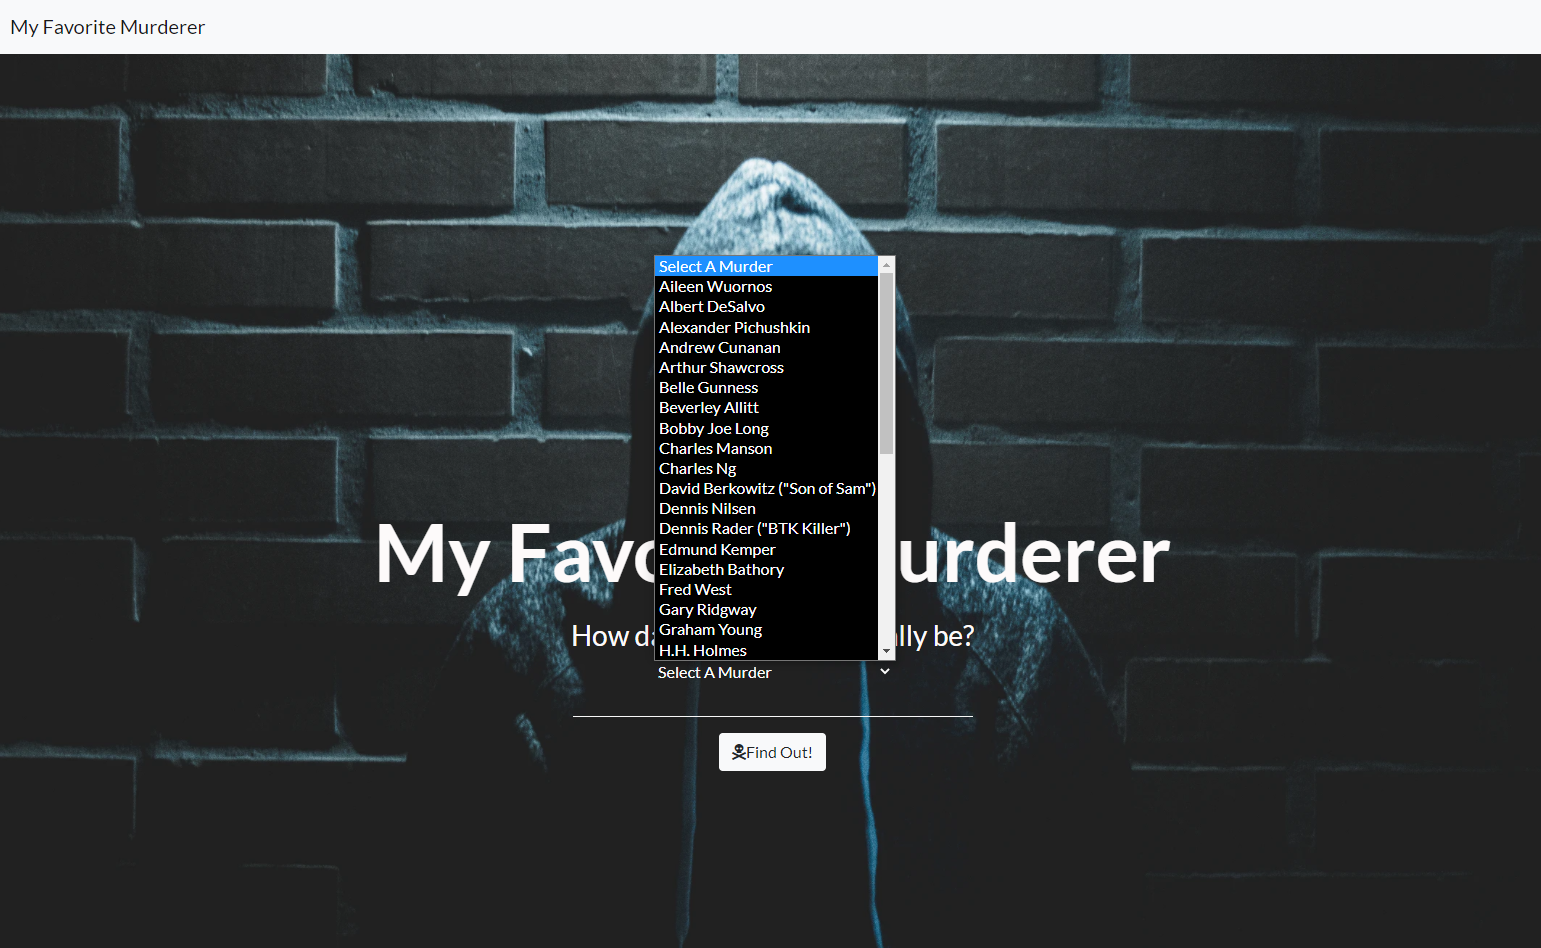 My Favorite Murderer
Select A Murder
Aileen Wuornos
Albert DeSalvo
Alexander Pichushkin
Andrew Cunanan
Arthur Shawcross
Belle Gunness
Beverley Allitt
Bobby Joe Long
Charles Manson
Charles Ng
David Berkowitz ("Son of Sam")
Dennis Nilsen
Dennis Rader ("BTK Killer")
Edmund Kemper
Elizabeth Bathory
Fred West
Gary Ridgway
Graham Young
H.H. Holmes
My Favo urderer
How da lly be?
Select A Murder
Find Out!